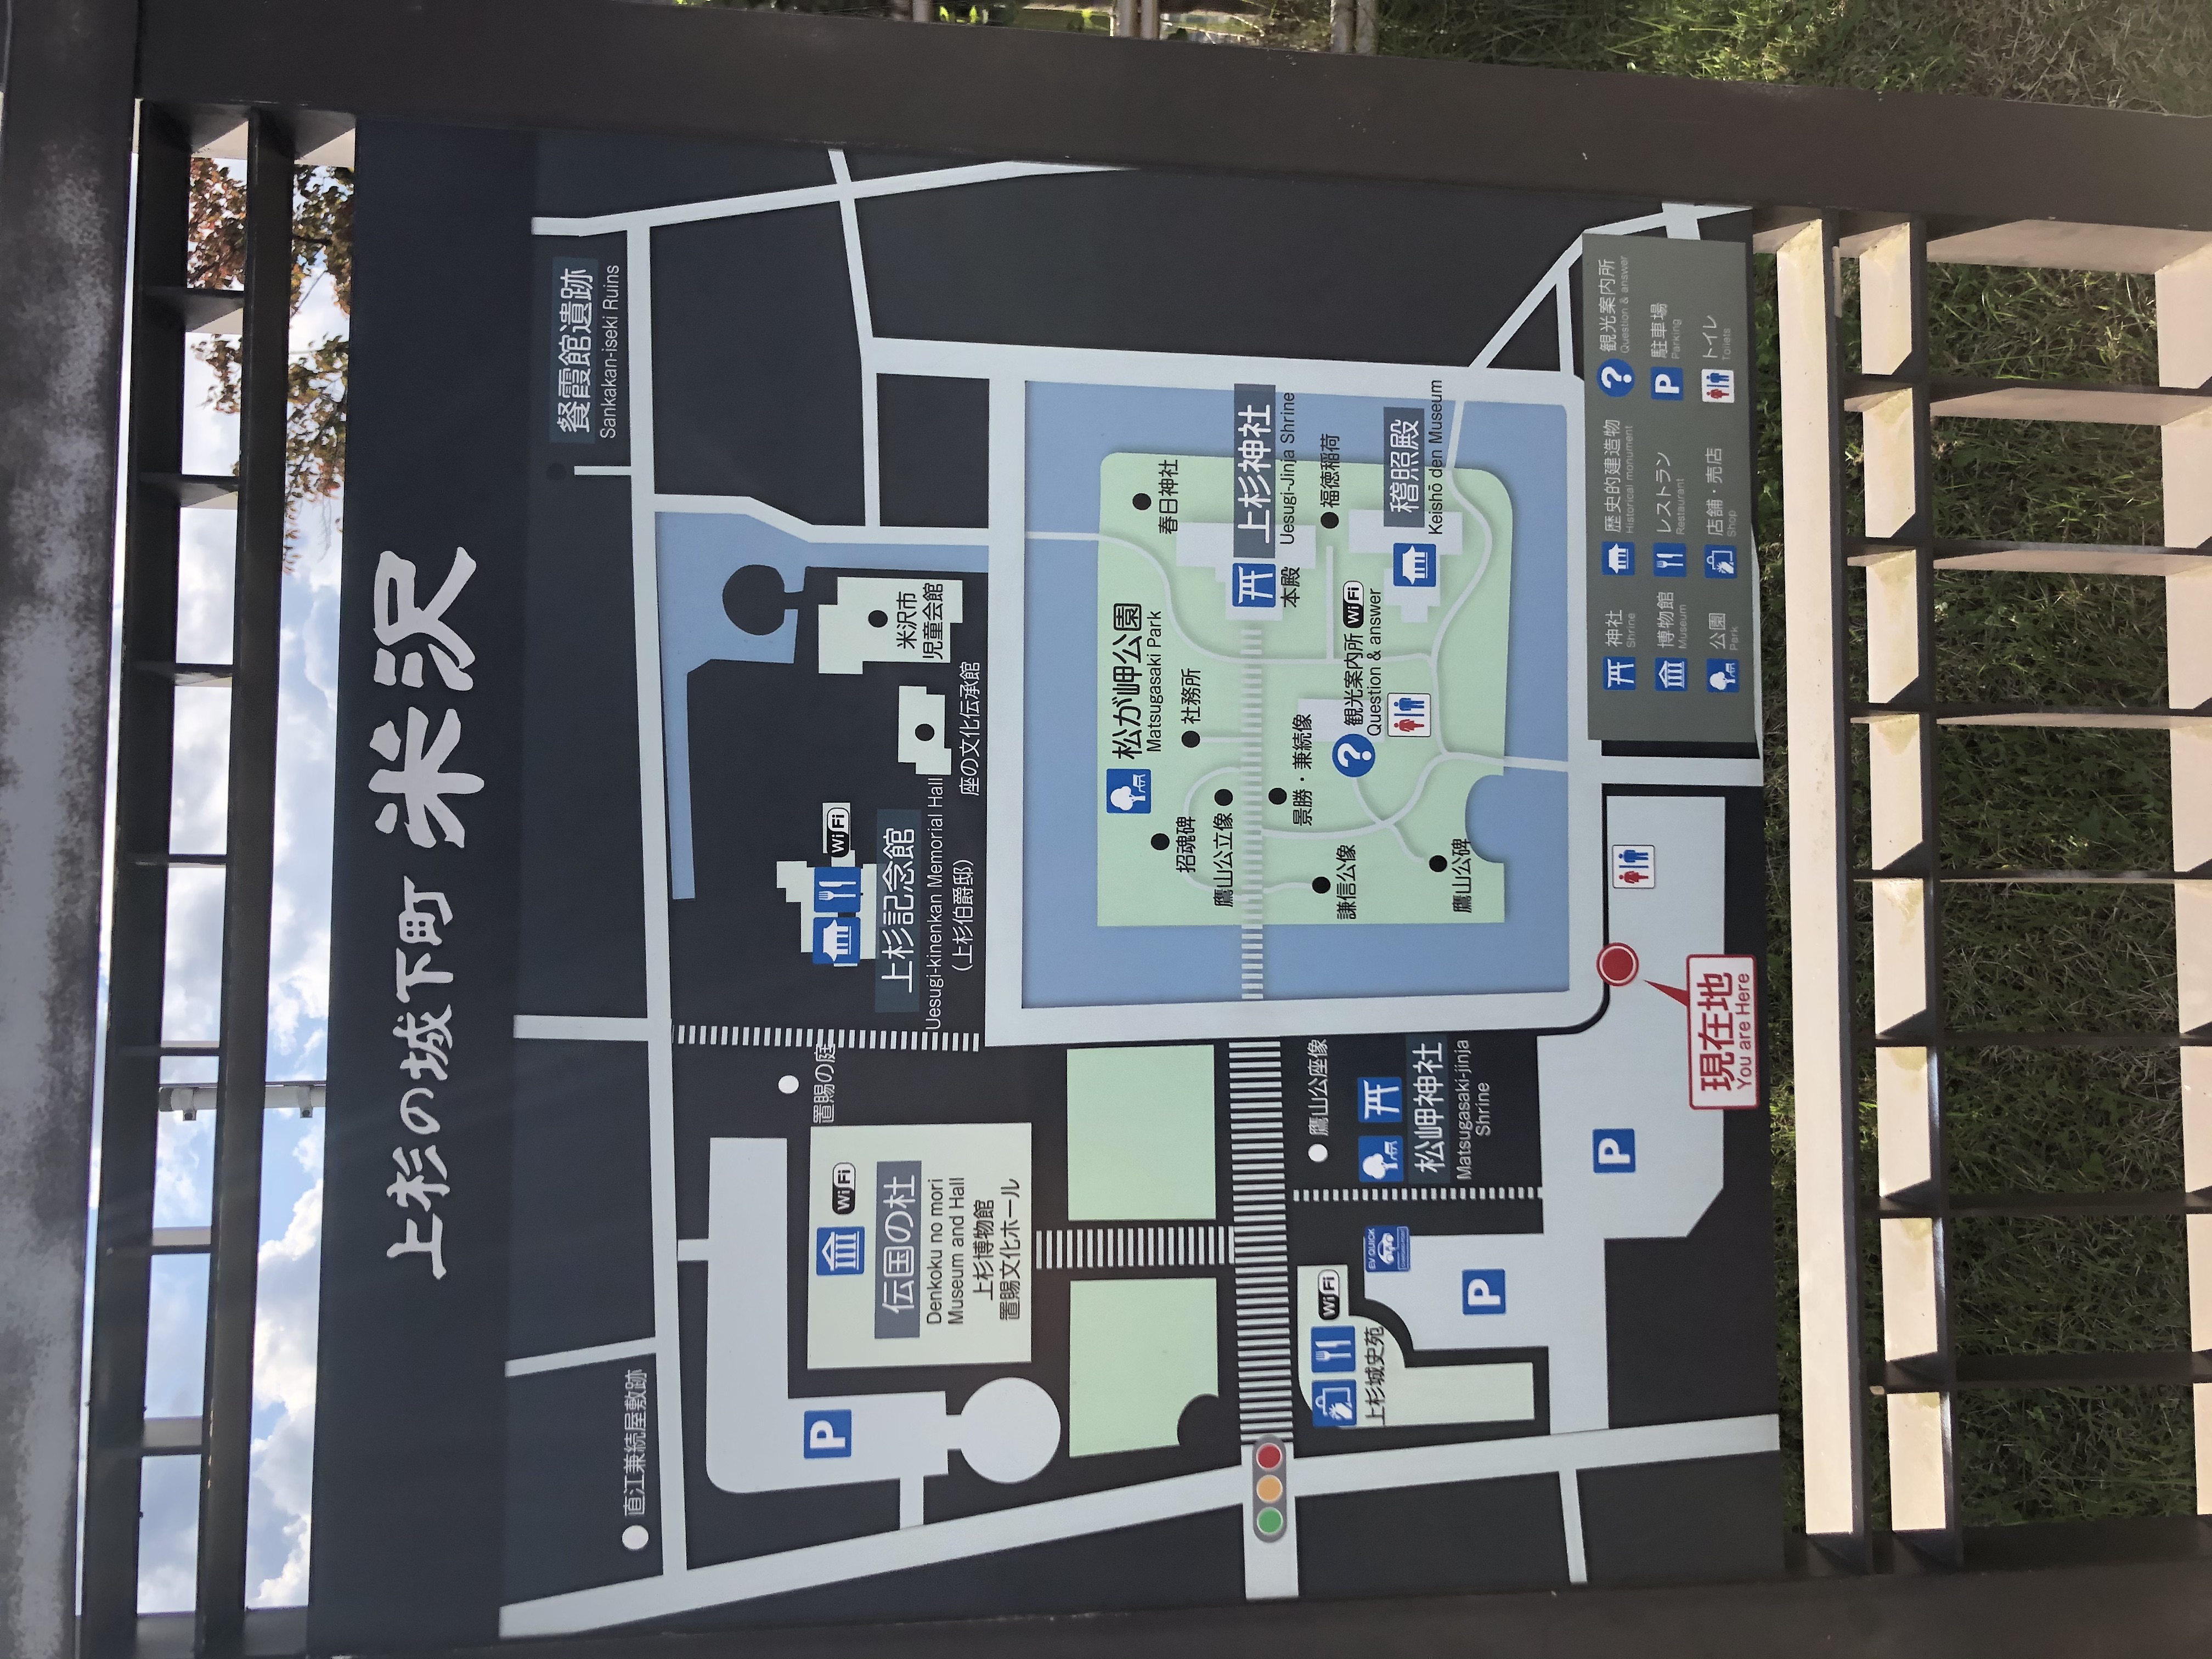 上杉の城下町 米沢
餐霞館遺跡
Sankakan-iseki Ruins
直江兼続屋敷跡
P
置賜の庭
WiFi
伝国の杜
Denkoku no mori
Museum and Hall
上杉博物館
置賜文化ホール
WiFi
上杉記念館
Uesugi-kinenkan Memorial Hall
(上杉伯爵邸)
座の文化伝承館
米沢市
児童会館
松が岬公園
Matsugasaki Park
招魂碑
社務所
春日神社
鷹山公立像
上杉神社
Uesugi-Jinja Shrine
本殿
景勝・兼続像
謙信公像
福徳稲荷
?
観光案内所 WiFi
Question & answer
稽照殿
Keishō den Museum
鷹山公碑
WiFi
上杉城史苑
EV QUICK
鷹山公座像
松岬神社
Matsugasaki-jinja
Shrine
P
P
現在地
You are Here
神社
Shrine
歴史的建造物
Historical monument
?
観光案内所
Question & answer
博物館
Museum
レストラン
Restaurant
P
駐車場
Parking
公園
Park
店舗・売店
Shop
トイレ
Toilets